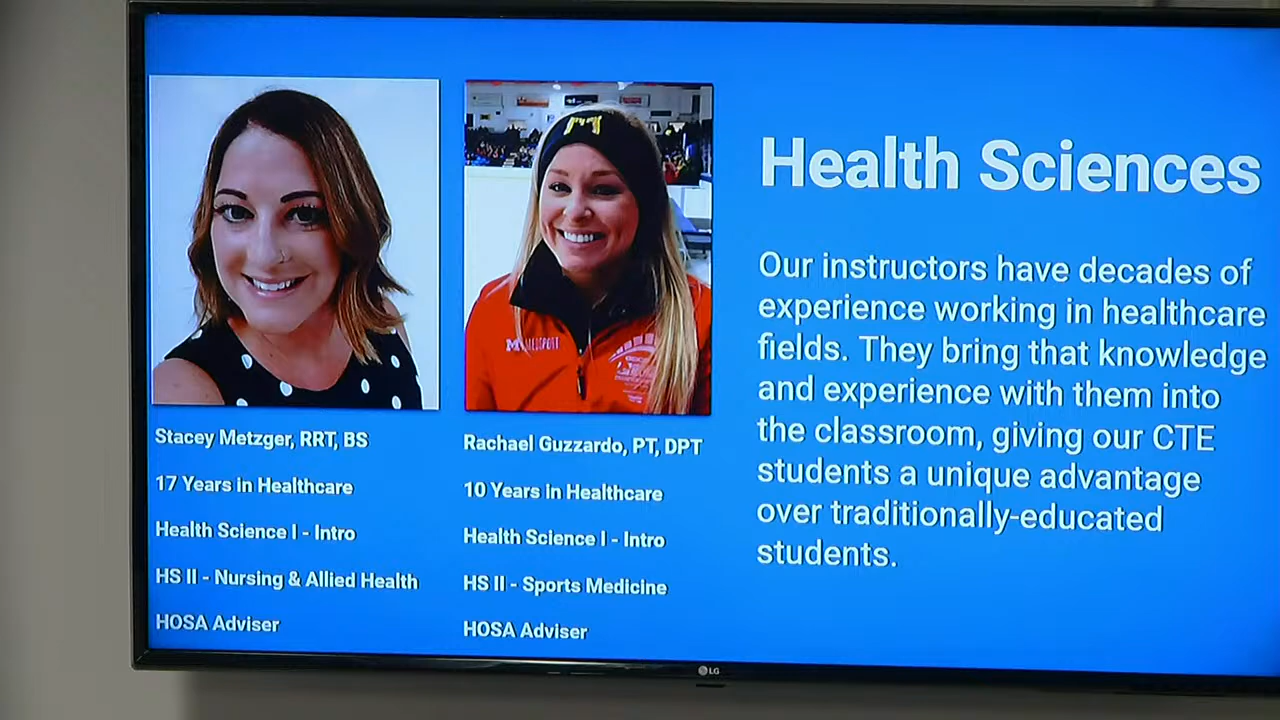 Health Sciences
Our instructors have decades of
experience working in healthcare
fields. They bring that knowledge
and experience with them into
the classroom, giving our CTE
students a unique advantage
over traditionally-educated
students.
M MEDSPORT
Stacey Metzger, RRT, BS
17 Years in Healthcare
Health Science I - Intro
HS II - Nursing & Allied Health
HOSA Adviser
Rachael Guzzardo, PT, DPT
10 Years in Healthcare
Health Science I - Intro
HS II - Sports Medicine
HOSA Adviser
LG